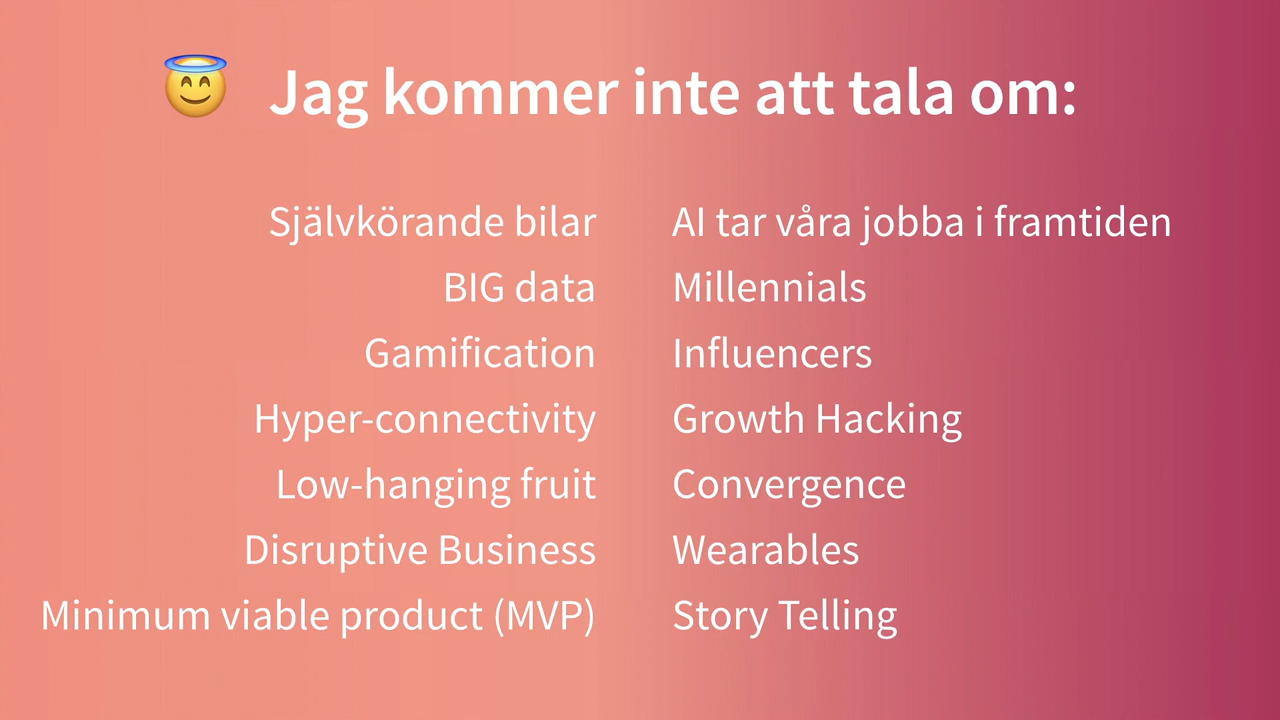 😇 Jag kommer inte att tala om:
Självkörande bilar
BIG data
Gamification
Hyper-connectivity
Low-hanging fruit
Disruptive Business
Minimum viable product (MVP)
AI tar våra jobba i framtiden
Millennials
Influencers
Growth Hacking
Convergence
Wearables
Story Telling